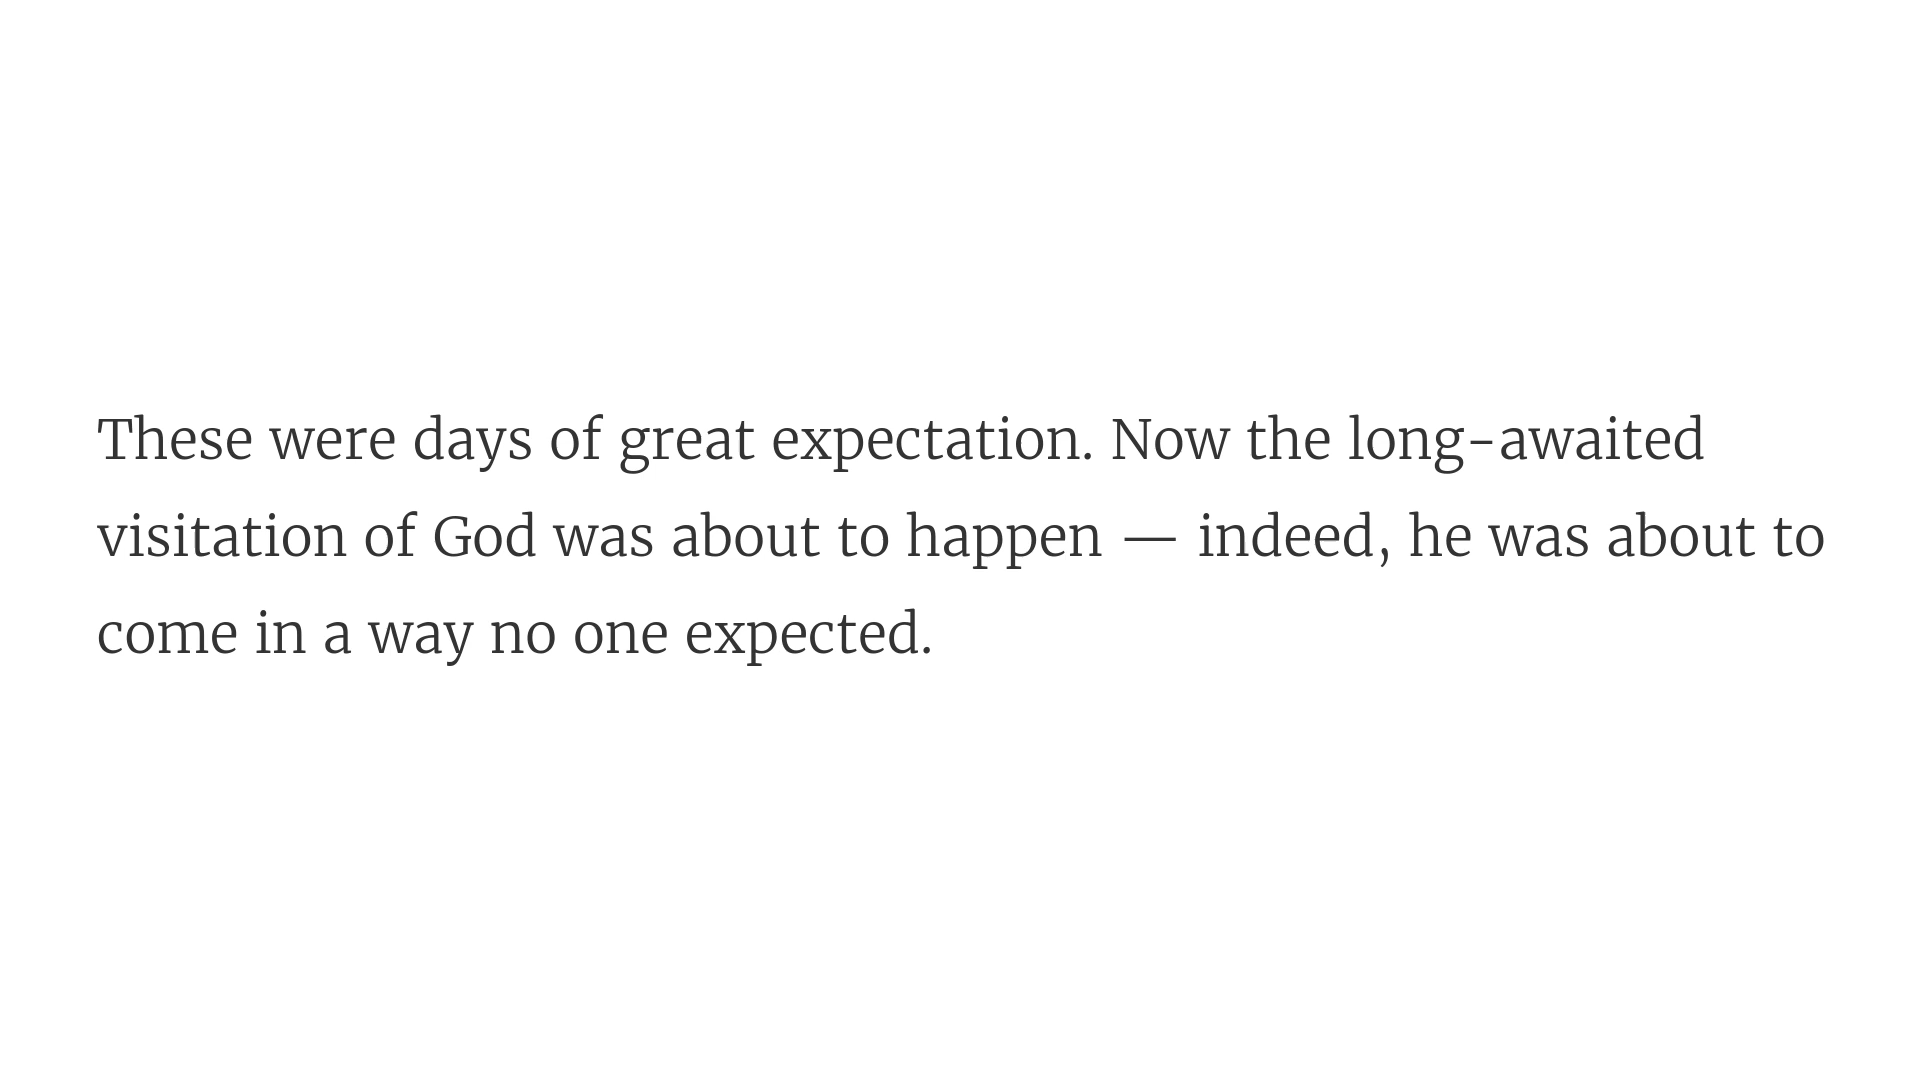 These were days of great expectation. Now the long-awaited
visitation of God was about to happen — indeed, he was about to
come in a way no one expected.